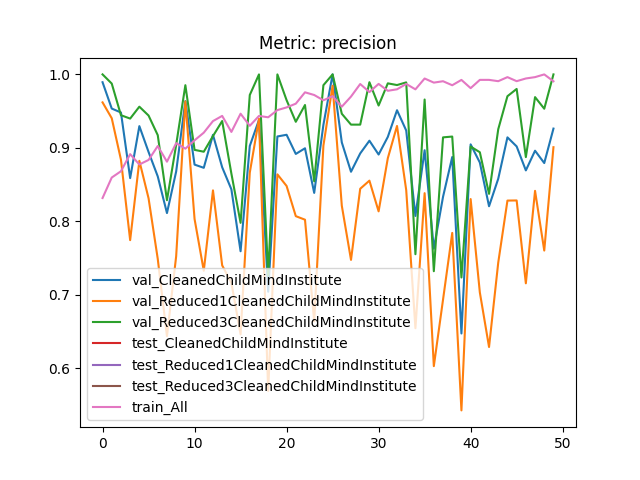 Metric: precision
1.0
0.9
0.8
0.7
0.6
val_CleanedChildMindInstitute
val_Reduced1CleanedChildMindInstitute
val_Reduced3CleanedChildMindInstitute
test_CleanedChildMindInstitute
test_Reduced1CleanedChildMindInstitute
test_Reduced3CleanedChildMindInstitute
train_All
0 10 20 30 40 50